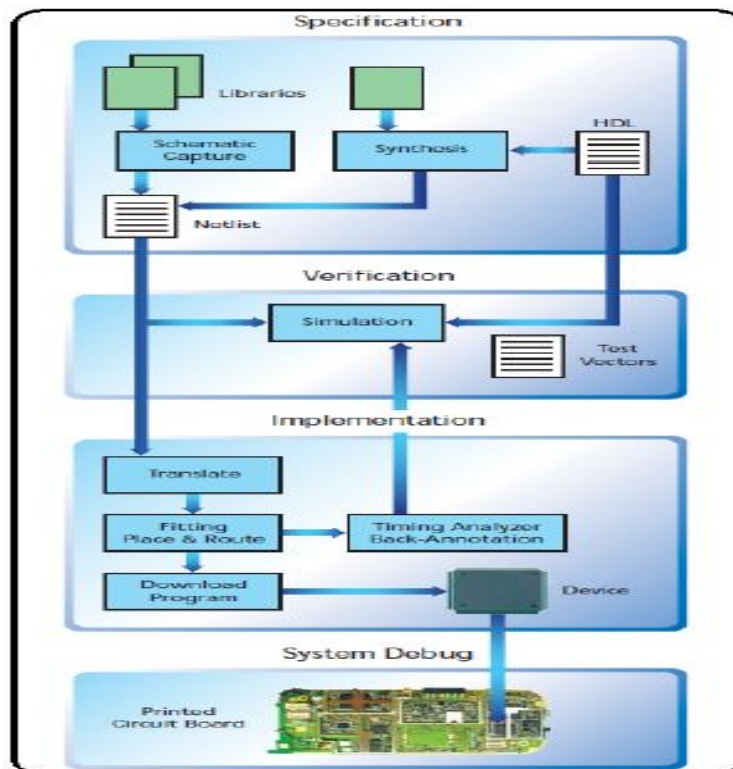 Specification
Libraries
HDL
Schematic
Capture
Synthosis
Netlist
Verification
Simulation
Test
Vectors
Implementation
Translate
Fitting
Place & Route
Timing Analyzer
Back-Annotation
Download
Program
Device
System Debug
Printed
Circuit Board